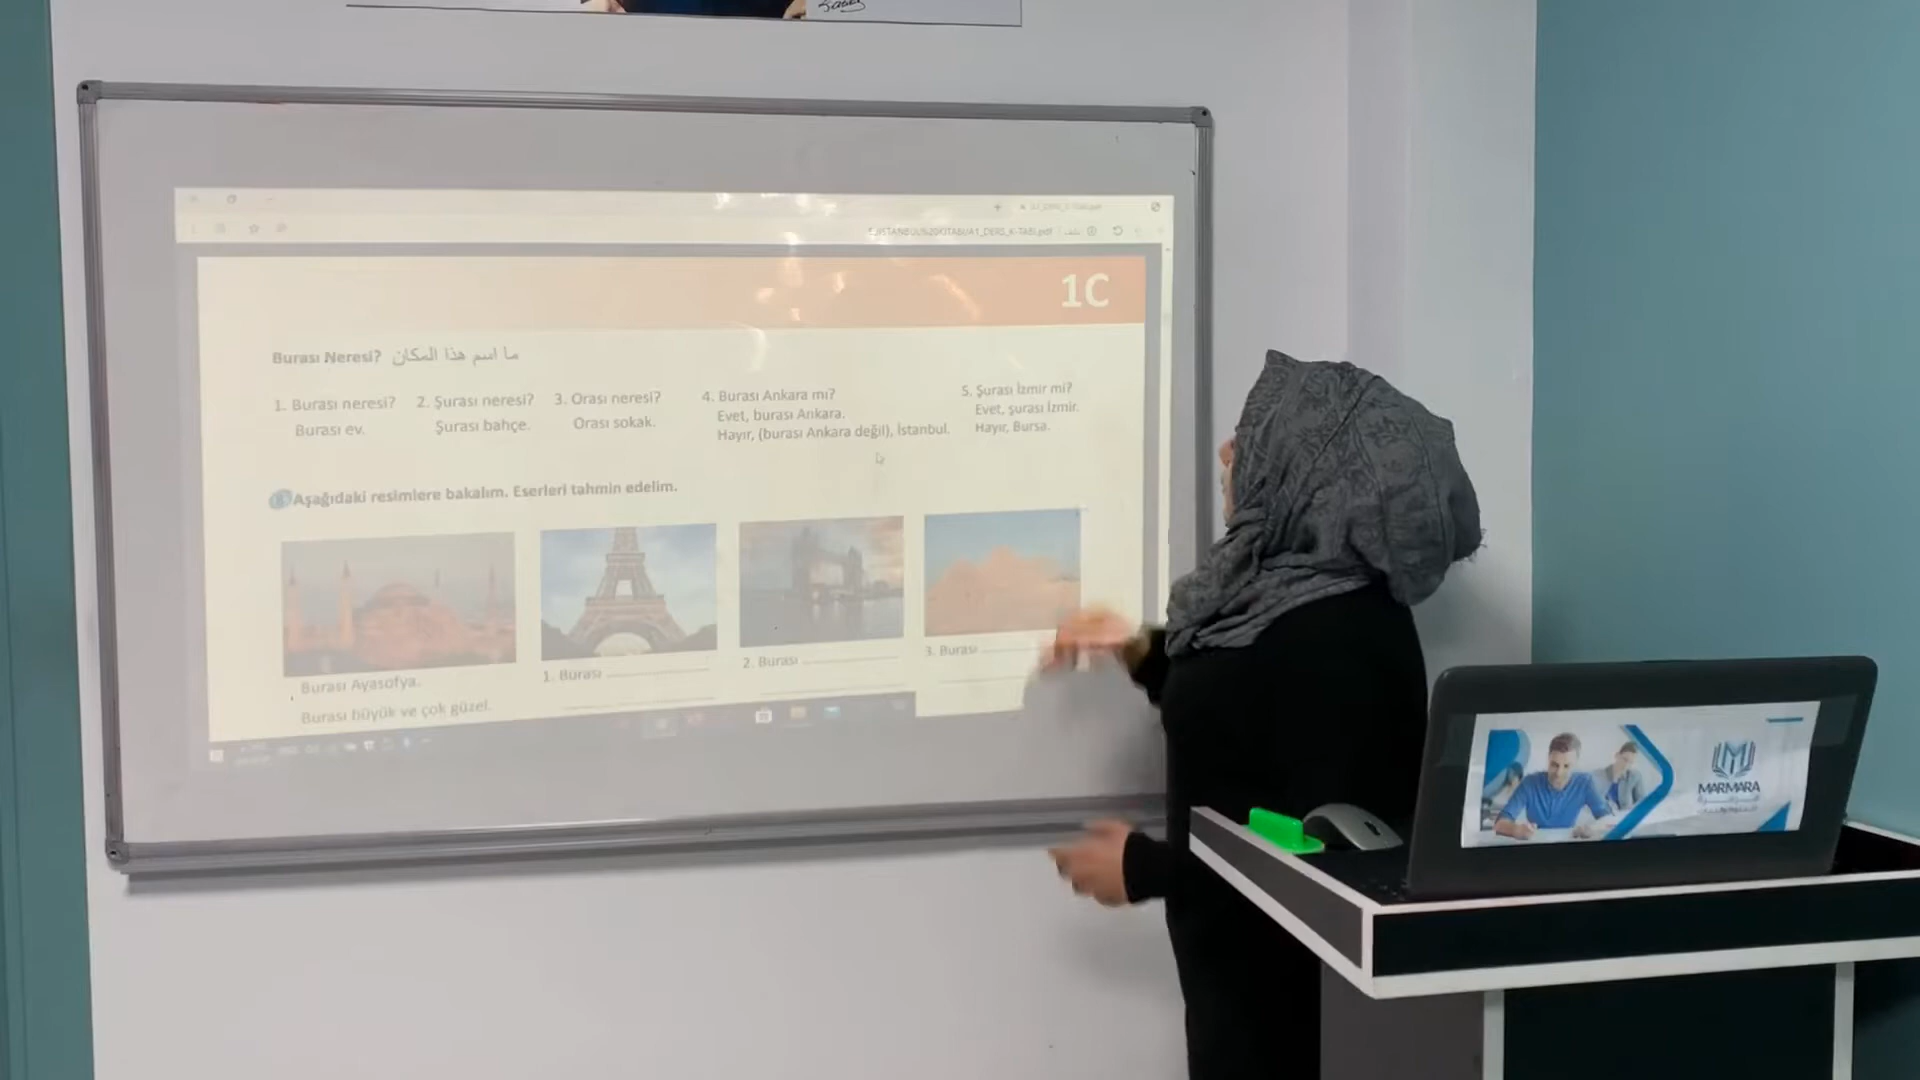 1C
Burası Neresi? ما اسم هذا المكان
1. Burası neresi?
Burası ev.
2. Şurası neresi?
Şurası bahçe.
3. Orası neresi?
Orası sokak.
4. Burası Ankara mı?
Evet, burası Ankara.
Hayır, (burası Ankara değil), İstanbul.
5. Şurası İzmir mi?
Evet, şurası İzmir.
Hayır, Bursa.
Aşağıdaki resimlere bakalım. Eserleri tahmin edelim.
Burası Ayasofya.
Burası büyük ve çok güzel.
1. Burası
2. Burası
3. Burası
MARMARA